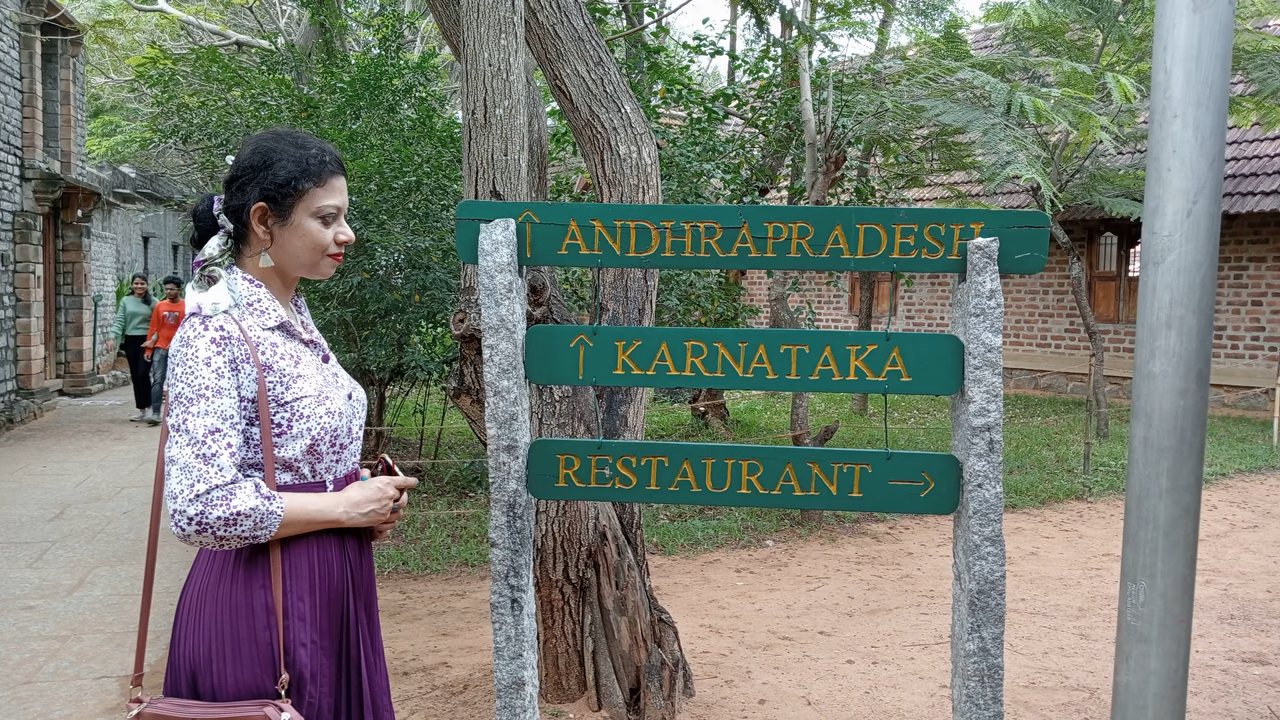 ↑ ANDHRAPRADESH
↑ KARNATAKA
RESTAURANT →